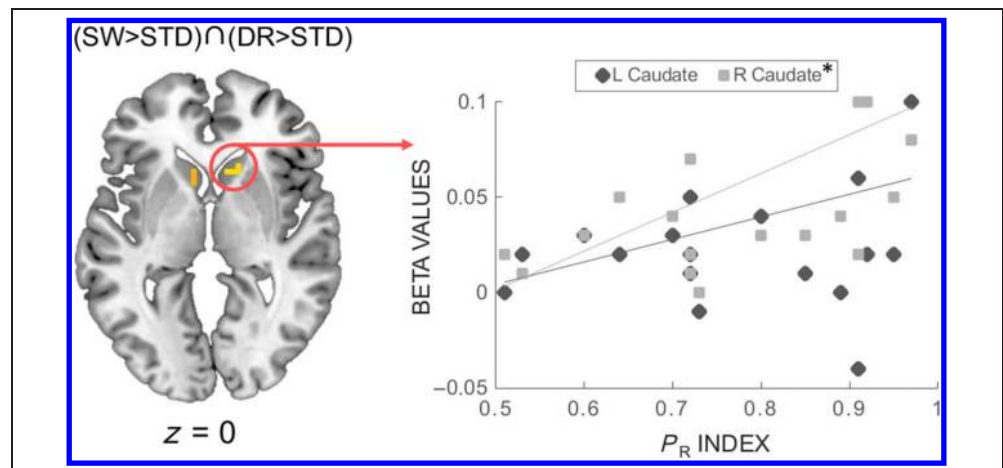 (SW>STD)∩(DR>STD)
z = 0
L Caudate
R Caudate*
BETA VALUES
0.1
0.05
0
−0.05
0.5
0.6
0.7
0.8
0.9
1
PR INDEX